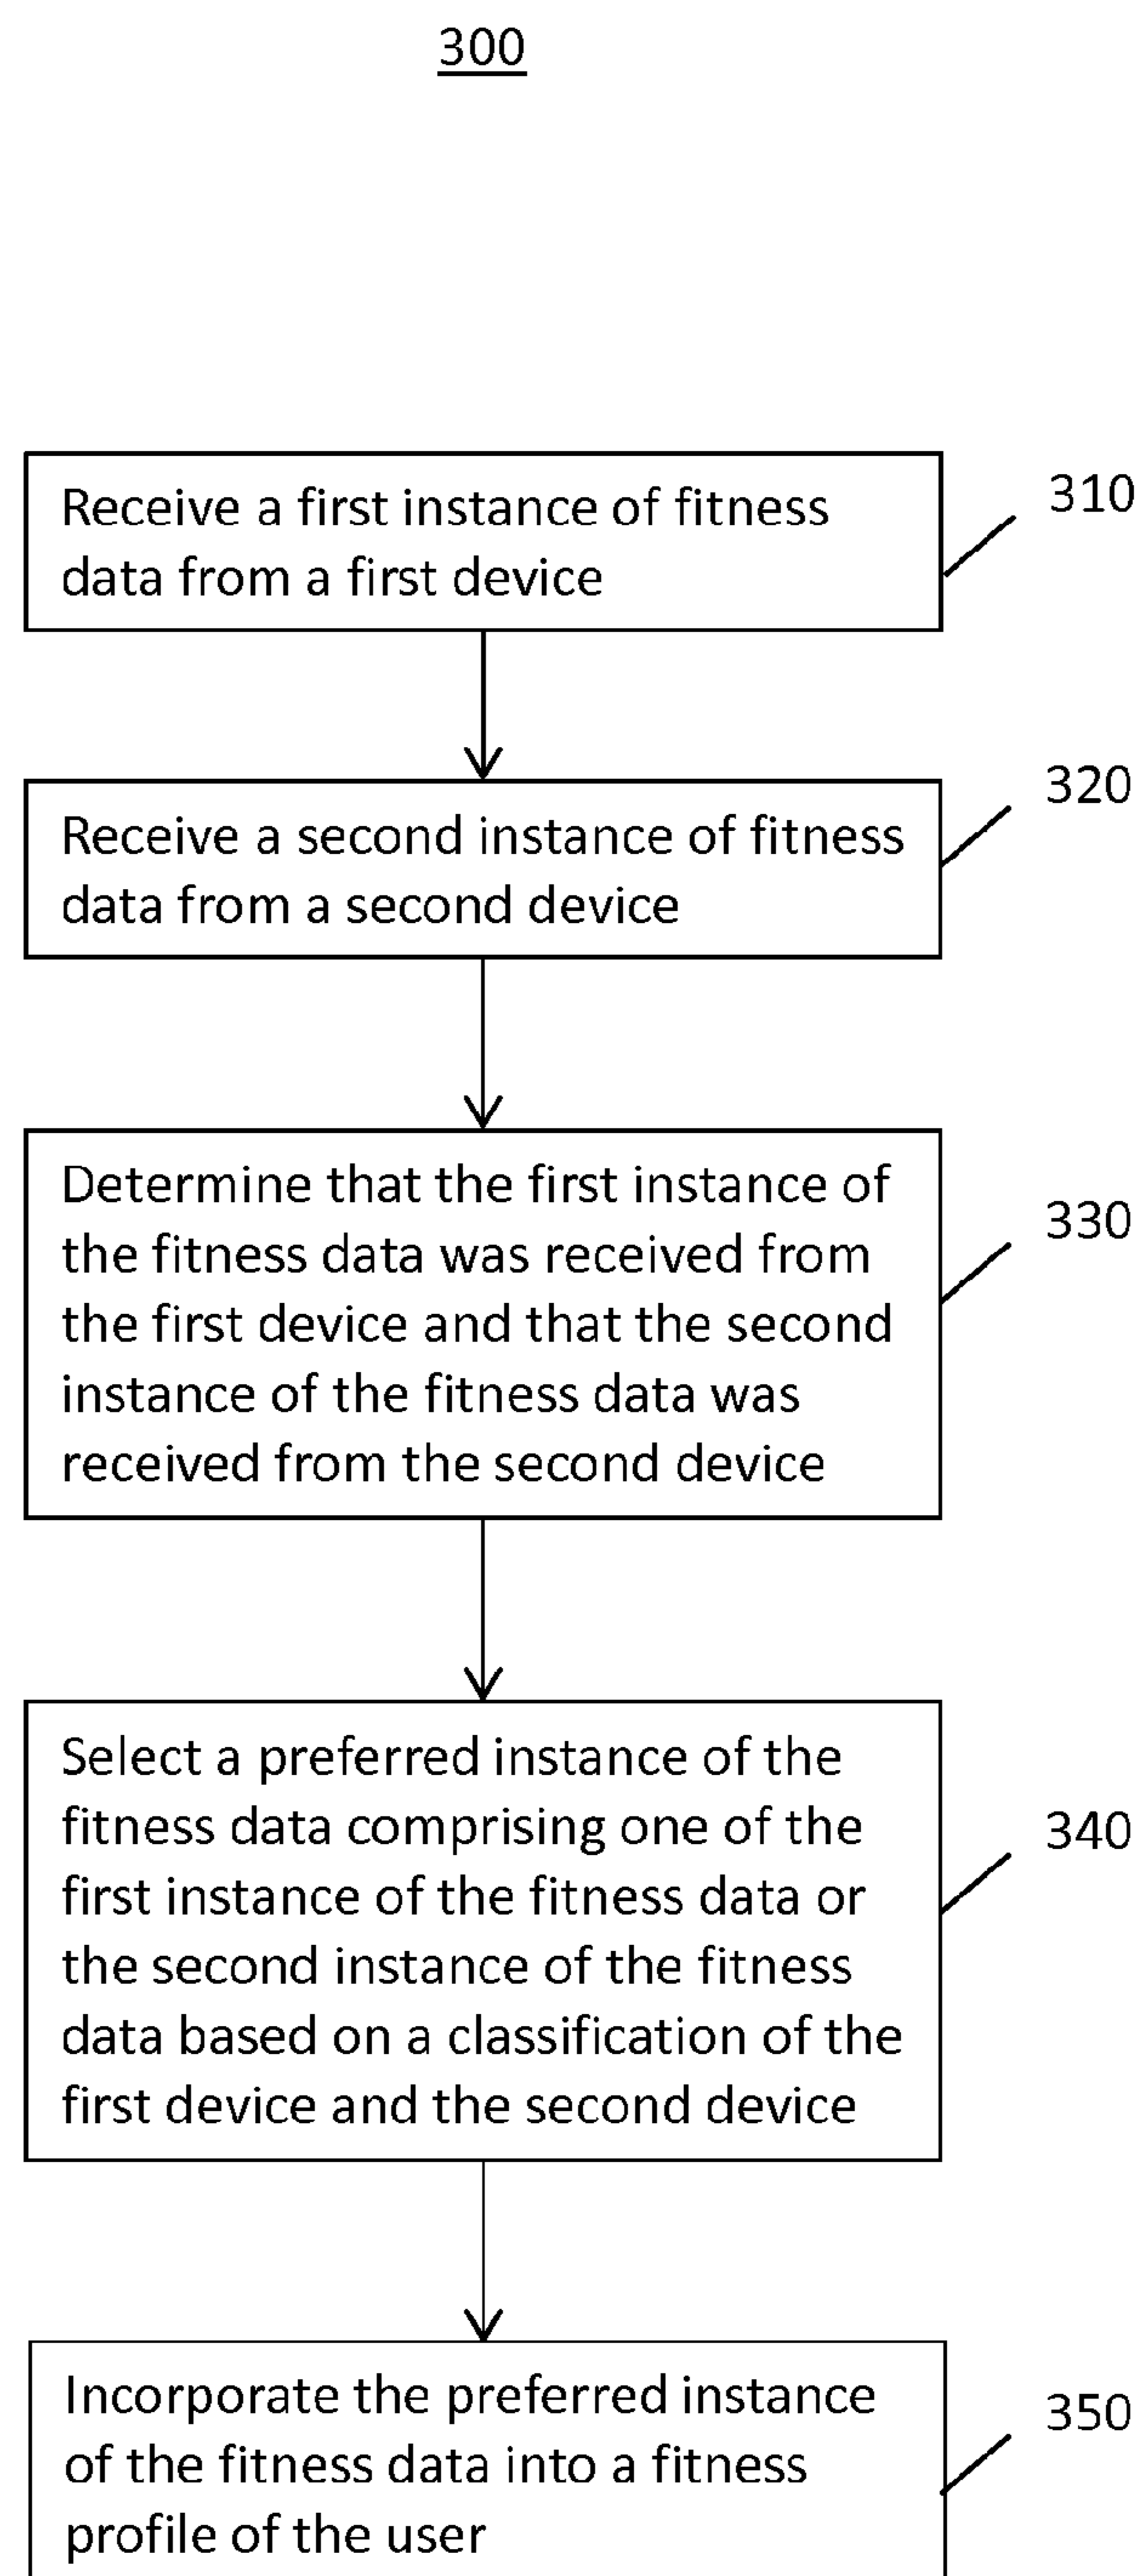 300
Receive a first instance of fitness
data from a first device
310
Receive a second instance of fitness
data from a second device
320
Determine that the first instance of
the fitness data was received from
the first device and that the second
instance of the fitness data was
received from the second device
330
Select a preferred instance of the
fitness data comprising one of the
first instance of the fitness data or
the second instance of the fitness
data based on a classification of the
first device and the second device
340
Incorporate the preferred instance
of the fitness data into a fitness
profile of the user
350